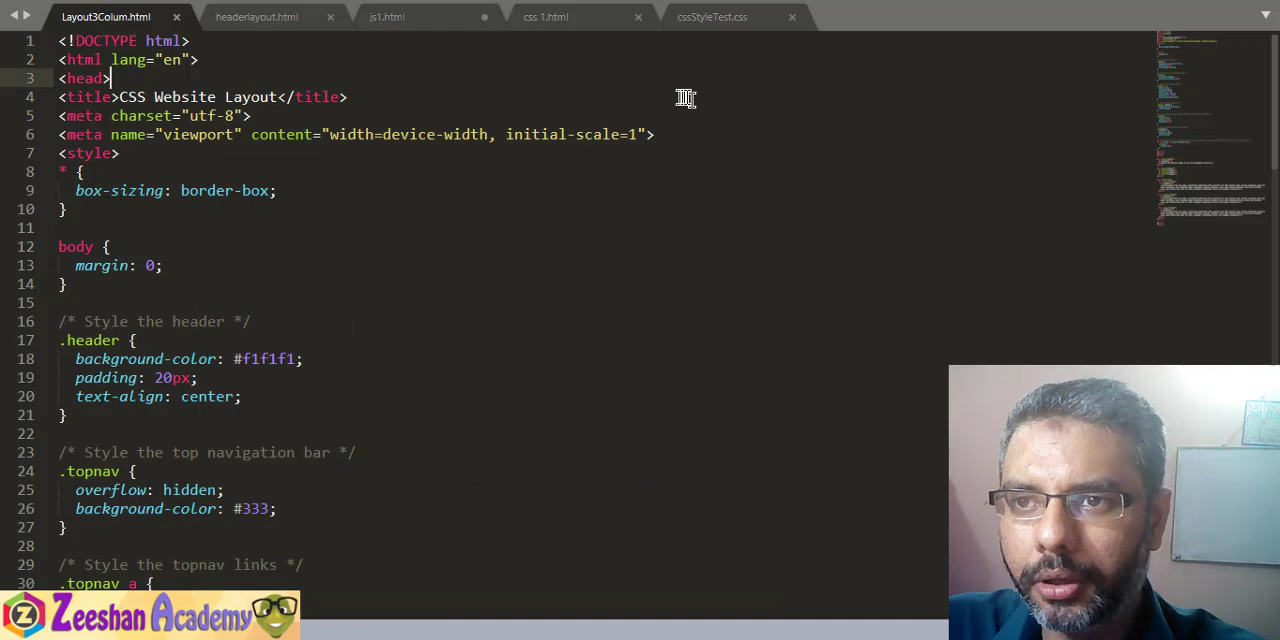 Layout3Colum.html headerlayout.html js1.html css 1.html cssStyleTest.css
1 <!DOCTYPE html>
2 <html lang="en">
3 <head>
4 <title>CSS Website Layout</title>
5 <meta charset="utf-8">
6 <meta name="viewport" content="width=device-width, initial-scale=1">
7 <style>
8 * {
9 box-sizing: border-box;
10 }
11
12 body {
13 margin: 0;
14 }
15
16 /* Style the header */
17 .header {
18 background-color: #f1f1f1;
19 padding: 20px;
20 text-align: center;
21 }
22
23 /* Style the top navigation bar */
24 .topnav {
25 overflow: hidden;
26 background-color: #333;
27 }
28
29 /* Style the topnav links */
30 .topnav a {
Zeeshan Academy